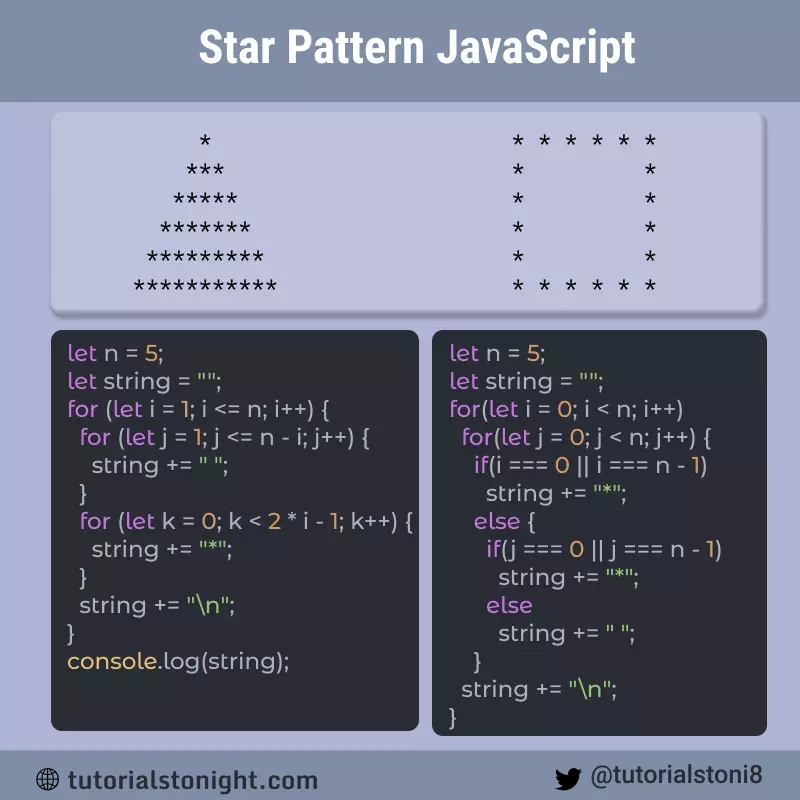 Star Pattern JavaScript
*
***
*****
*******
*********
***********
* * * * * *
* *
* *
* *
* *
* * * * * *
let n = 5;
let string = "";
for (let i = 1; i <= n; i++) {
for (let j = 1; j <= n - i; j++) {
string += " ";
}
for (let k = 0; k < 2 * i - 1; k++) {
string += "*";
}
string += "\n";
}
console.log(string);
let n = 5;
let string = "";
for(let i = 0; i < n; i++)
for(let j = 0; j < n; j++) {
if(i === 0 || i === n - 1)
string += "*";
else {
if(j === 0 || j === n - 1)
string += "*";
else
string += " ";
}
string += "\n";
}
tutorialstonight.com
@tutorialstoni8